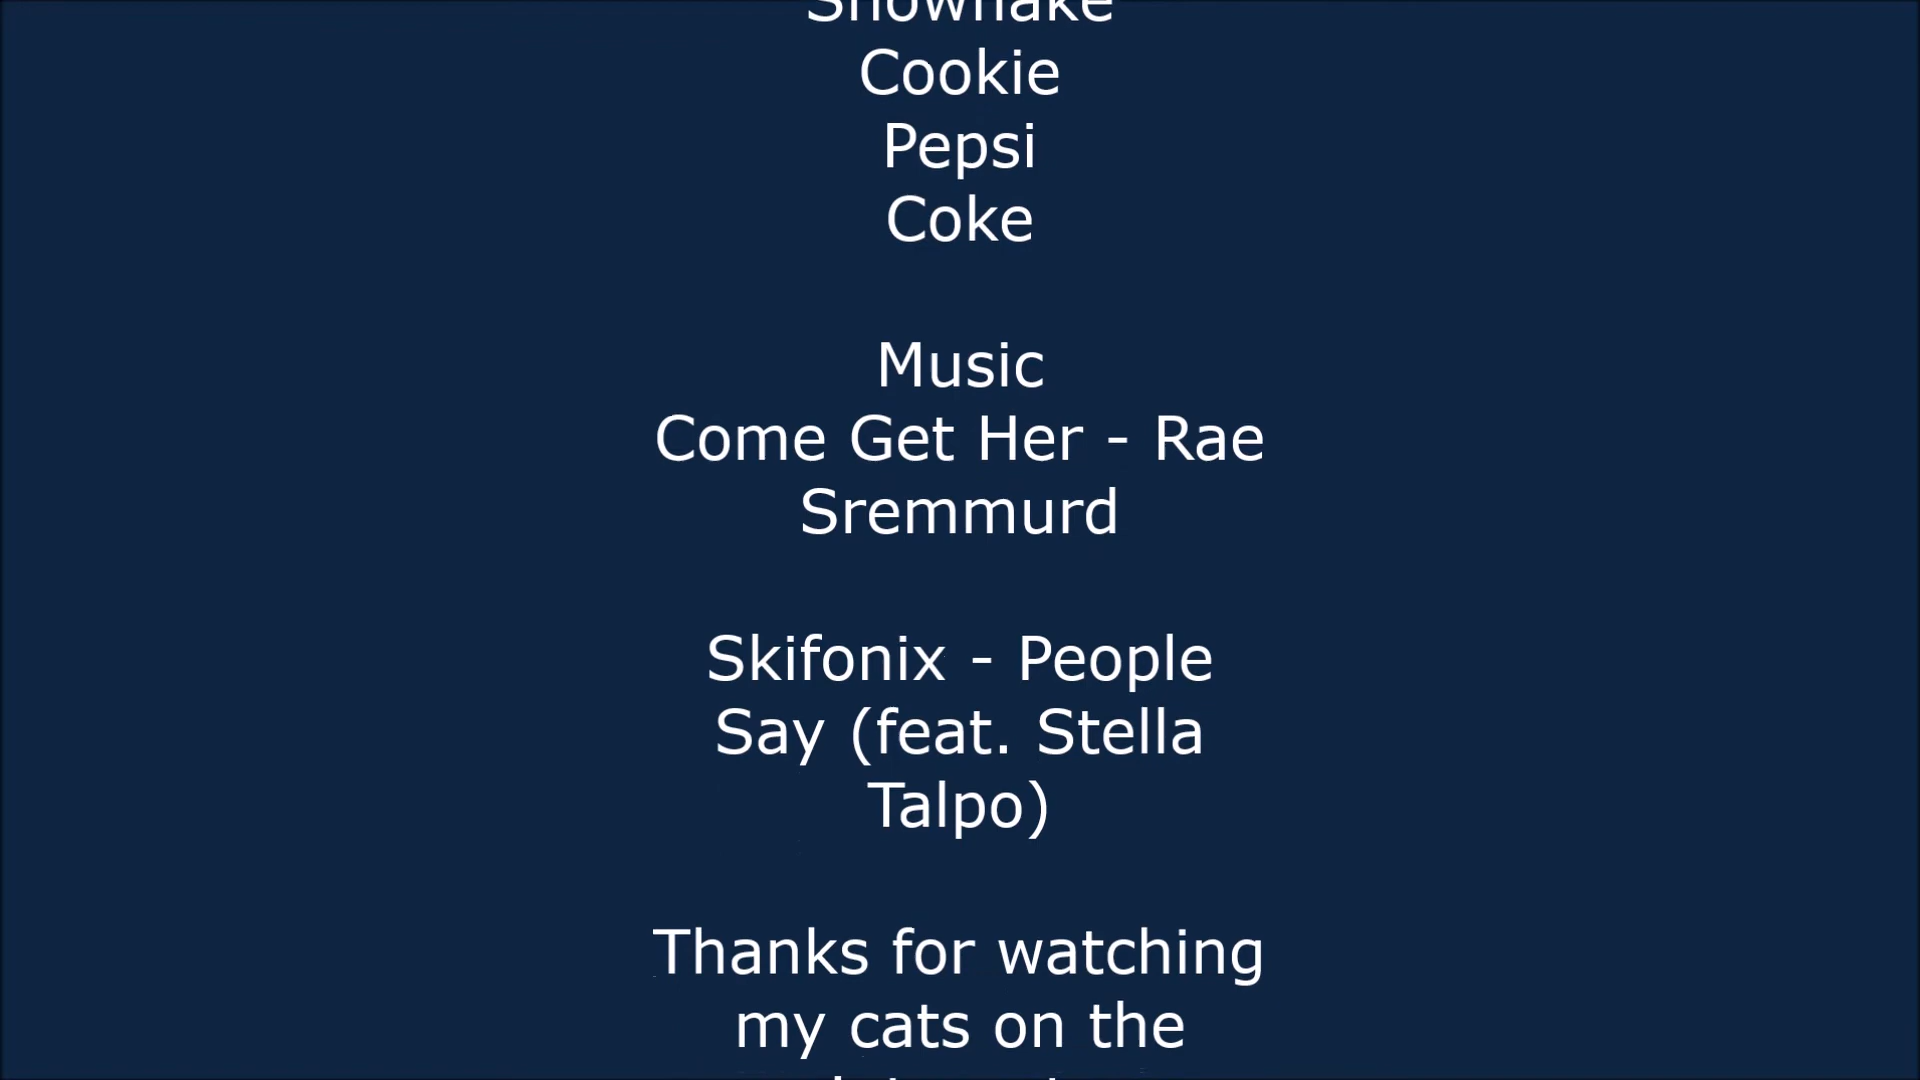 Snowflake
Cookie
Pepsi
Coke
Music
Come Get Her - Rae
Sremmurd
Skifonix - People
Say (feat. Stella
Talpo)
Thanks for watching
my cats on the